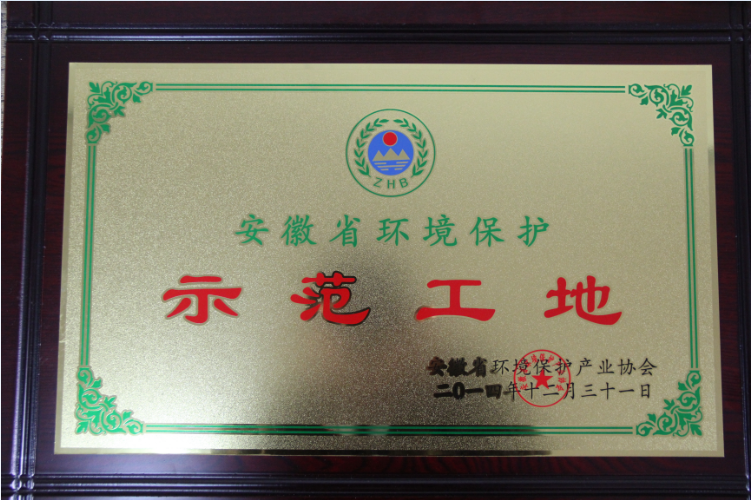 ZHB
安徽省环境保护
示范工地
安徽省环境保护产业协会
二0一四年十二月三十一日